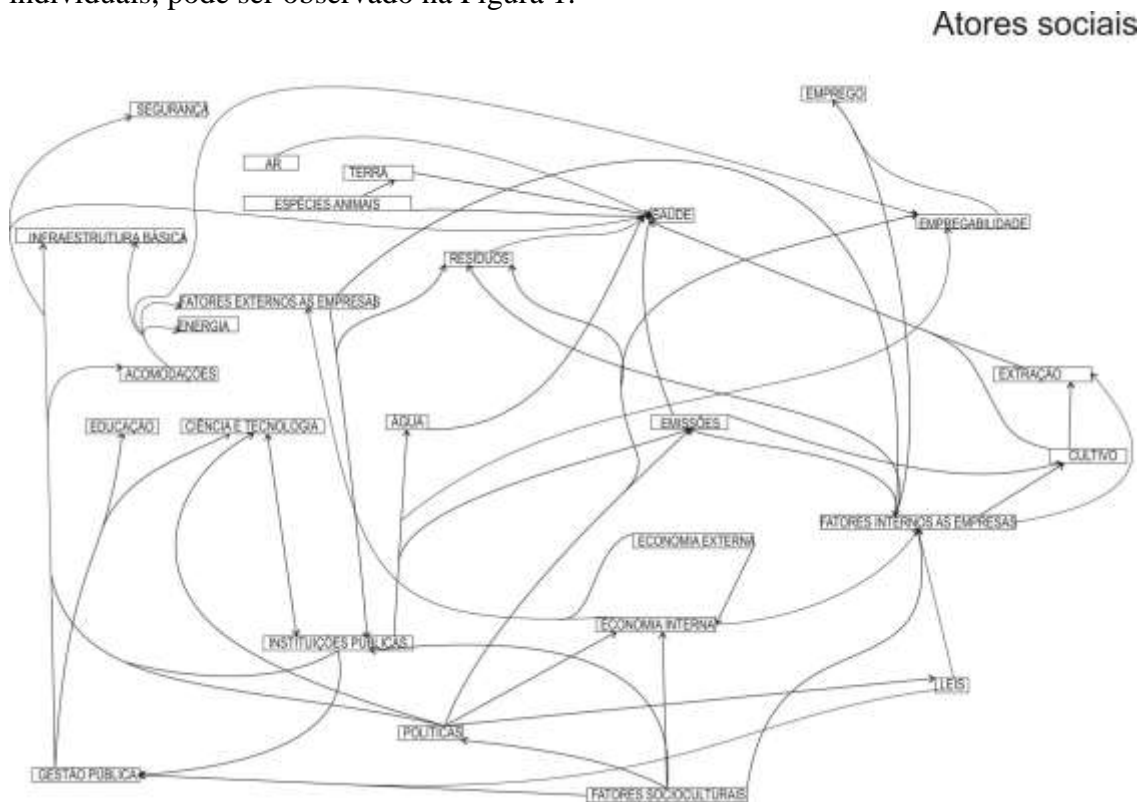 individuais, pode ser observado na Figura 1.
Atores sociais
EMPREGO
SEGURANÇA
AR
TERRA
ESPÉCIES ANIMAIS
SAÚDE
EMPREGABILIDADE
INFRAESTRUTURA BÁSICA
RESÍDUOS
FATORES EXTERNOS AS EMPRESAS
ENERGIA
ACOMODAÇÕES
EXTRAÇÃO
EDUCAÇÃO
CIÊNCIA E TECNOLOGIA
ÁGUA
EMISSÕES
CULTIVO
FATORES INTERNOS AS EMPRESAS
ECONOMIA EXTERNA
ECONOMIA INTERNA
INSTITUIÇÕES PÚBLICAS
LEIS
POLÍTICAS
GESTÃO PÚBLICA
FATORES SOCIOCULTURAIS